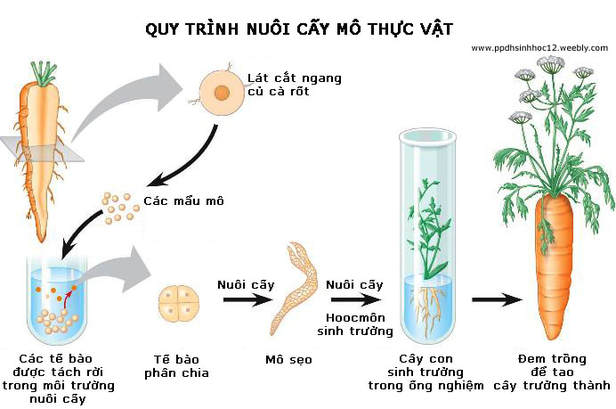 QUY TRÌNH NUÔI CẤY MÔ THỰC VẬT
www.ppdhsinhhoc12.weebly.com
Lát cắt ngang
củ cà rốt
Các mẩu mô
Nuôi cấy
Nuôi cấy
Hoocmôn
sinh trưởng
Các tế bào
được tách rời
trong môi trường
nuôi cấy
Tế bào
phân chia
Mô sẹo
Cây con
sinh trưởng
trong ống nghiệm
Đem trồng
để tao
cây trưởng thành